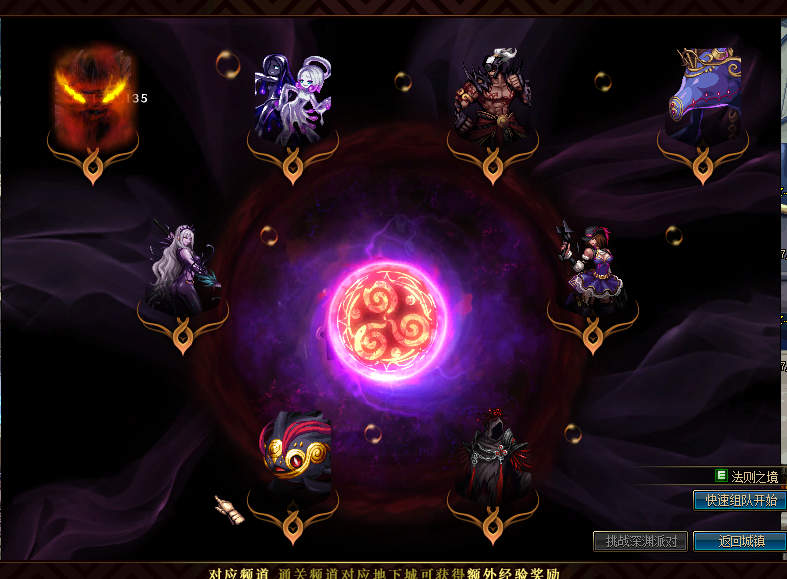 135
E 法则之境
快速组队开始
挑战深渊派对
返回城镇
对应频道 通关频道对应地下城可获得额外经验奖励